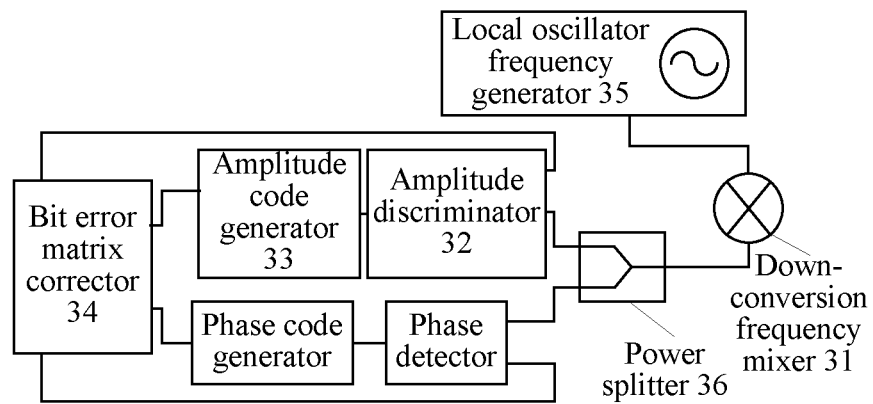 Local oscillator
frequency
generator 35
Amplitude
code
generator
33
Amplitude
discriminator
32
Bit error
matrix
corrector
34
Phase code
generator
Phase
detector
Power
splitter 36
Down-
conversion
frequency
mixer 31